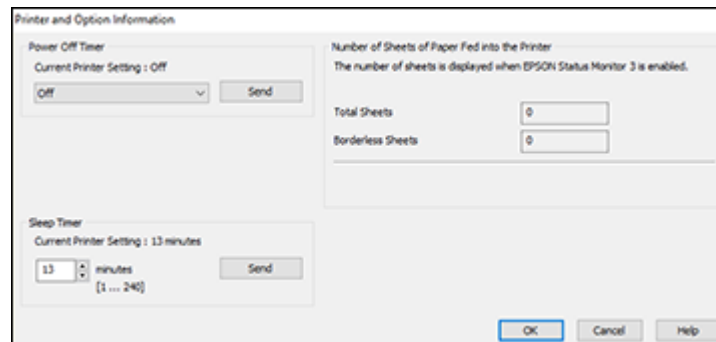 Printer and Option Information
Power Off Timer
Current Printer Setting : Off
Off
Send
Number of Sheets of Paper Fed into the Printer
The number of sheets is displayed when EPSON Status Monitor 3 is enabled.
Total Sheets
0
Borderless Sheets
0
Sleep Timer
Current Printer Setting : 13 minutes
13 minutes
Send
[1 ... 240]
OK
Cancel
Help